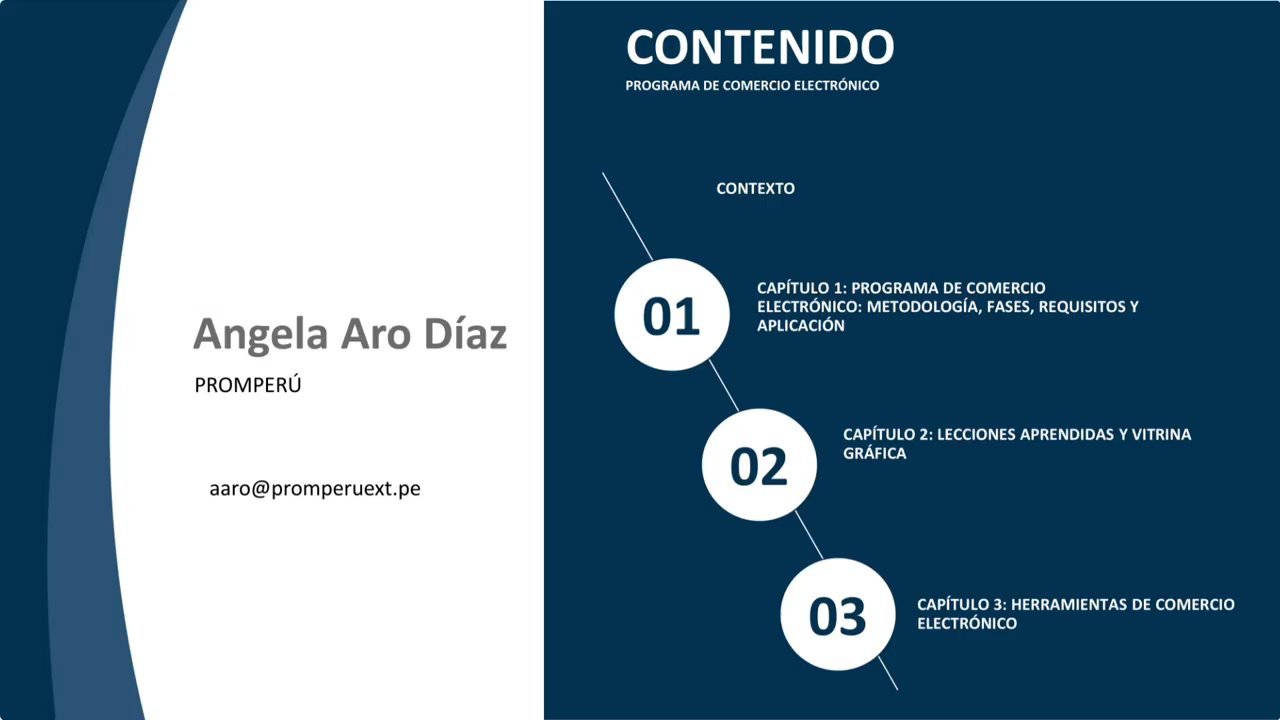 Angela Aro Díaz
PROMPERÚ
aaro@promperuext.pe
CONTENIDO
PROGRAMA DE COMERCIO ELECTRÓNICO
CONTEXTO
01
CAPÍTULO 1: PROGRAMA DE COMERCIO
ELECTRÓNICO: METODOLOGÍA, FASES, REQUISITOS Y
APLICACIÓN
02
CAPÍTULO 2: LECCIONES APRENDIDAS Y VITRINA
GRÁFICA
03
CAPÍTULO 3: HERRAMIENTAS DE COMERCIO
ELECTRÓNICO